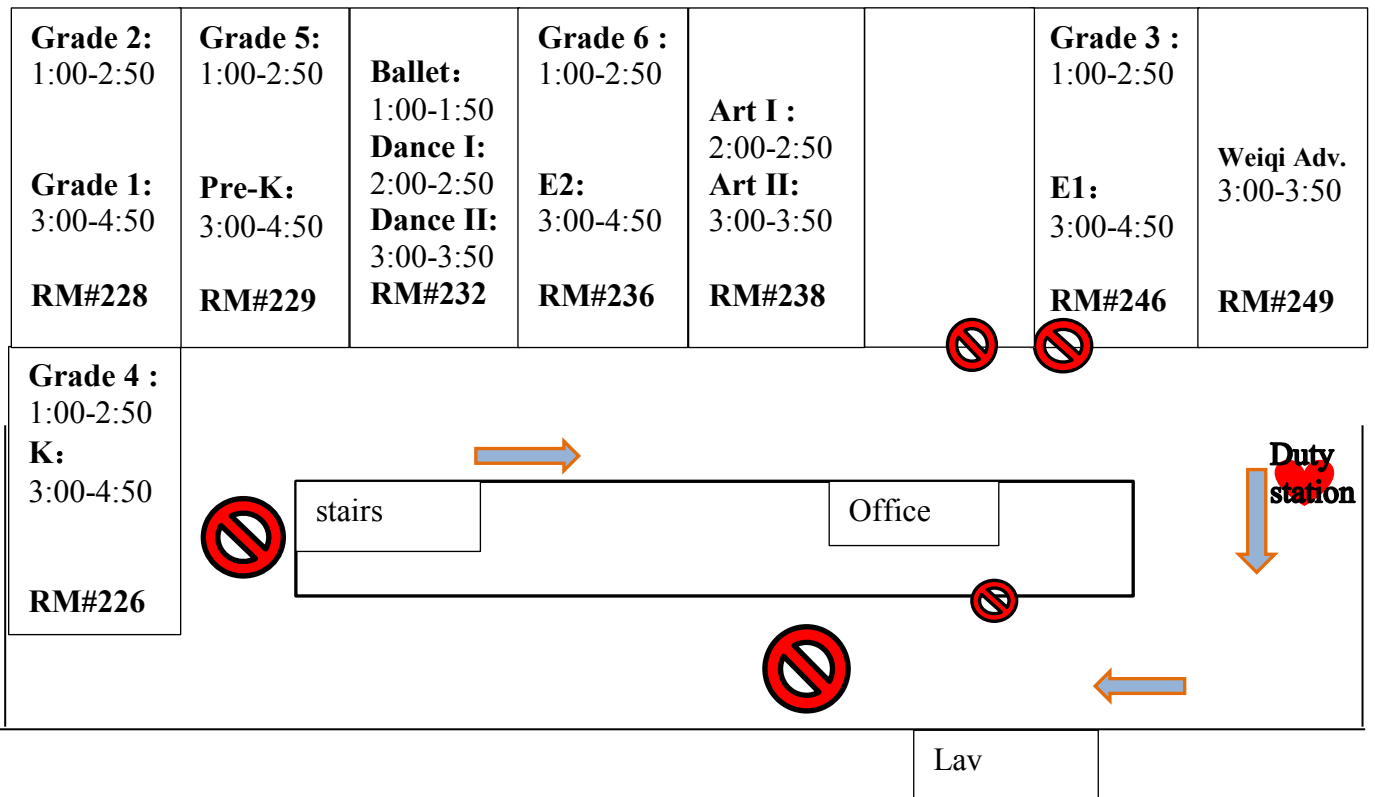 Grade 2:
1:00-2:50
Grade 1:
3:00-4:50
RM#228
Grade 5:
1:00-2:50
Pre-K：
3:00-4:50
RM#229
Ballet：
1:00-1:50
Dance I:
2:00-2:50
Dance II:
3:00-3:50
RM#232
Grade 6 :
1:00-2:50
E2:
3:00-4:50
RM#236
Art I :
2:00-2:50
Art II:
3:00-3:50
RM#238
Grade 3 :
1:00-2:50
E1：
3:00-4:50
RM#246
Weiqi Adv.
3:00-3:50
RM#249
Grade 4 :
1:00-2:50
K：
3:00-4:50
RM#226
stairs
Office
Duty
station
Lav